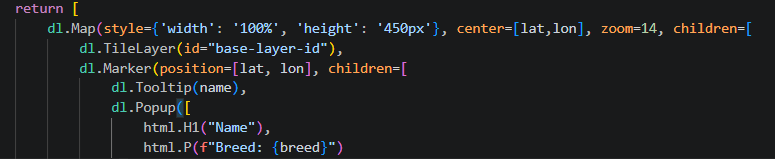 return [
dl.Map(style={'width': '100%', 'height': '450px'}, center=[lat,lon], zoom=14, children=[
dl.TileLayer(id="base-layer-id"),
dl.Marker(position=[lat, lon], children=[
dl.Tooltip(name),
dl.Popup([
html.H1("Name"),
html.P(f"Breed: {breed}")